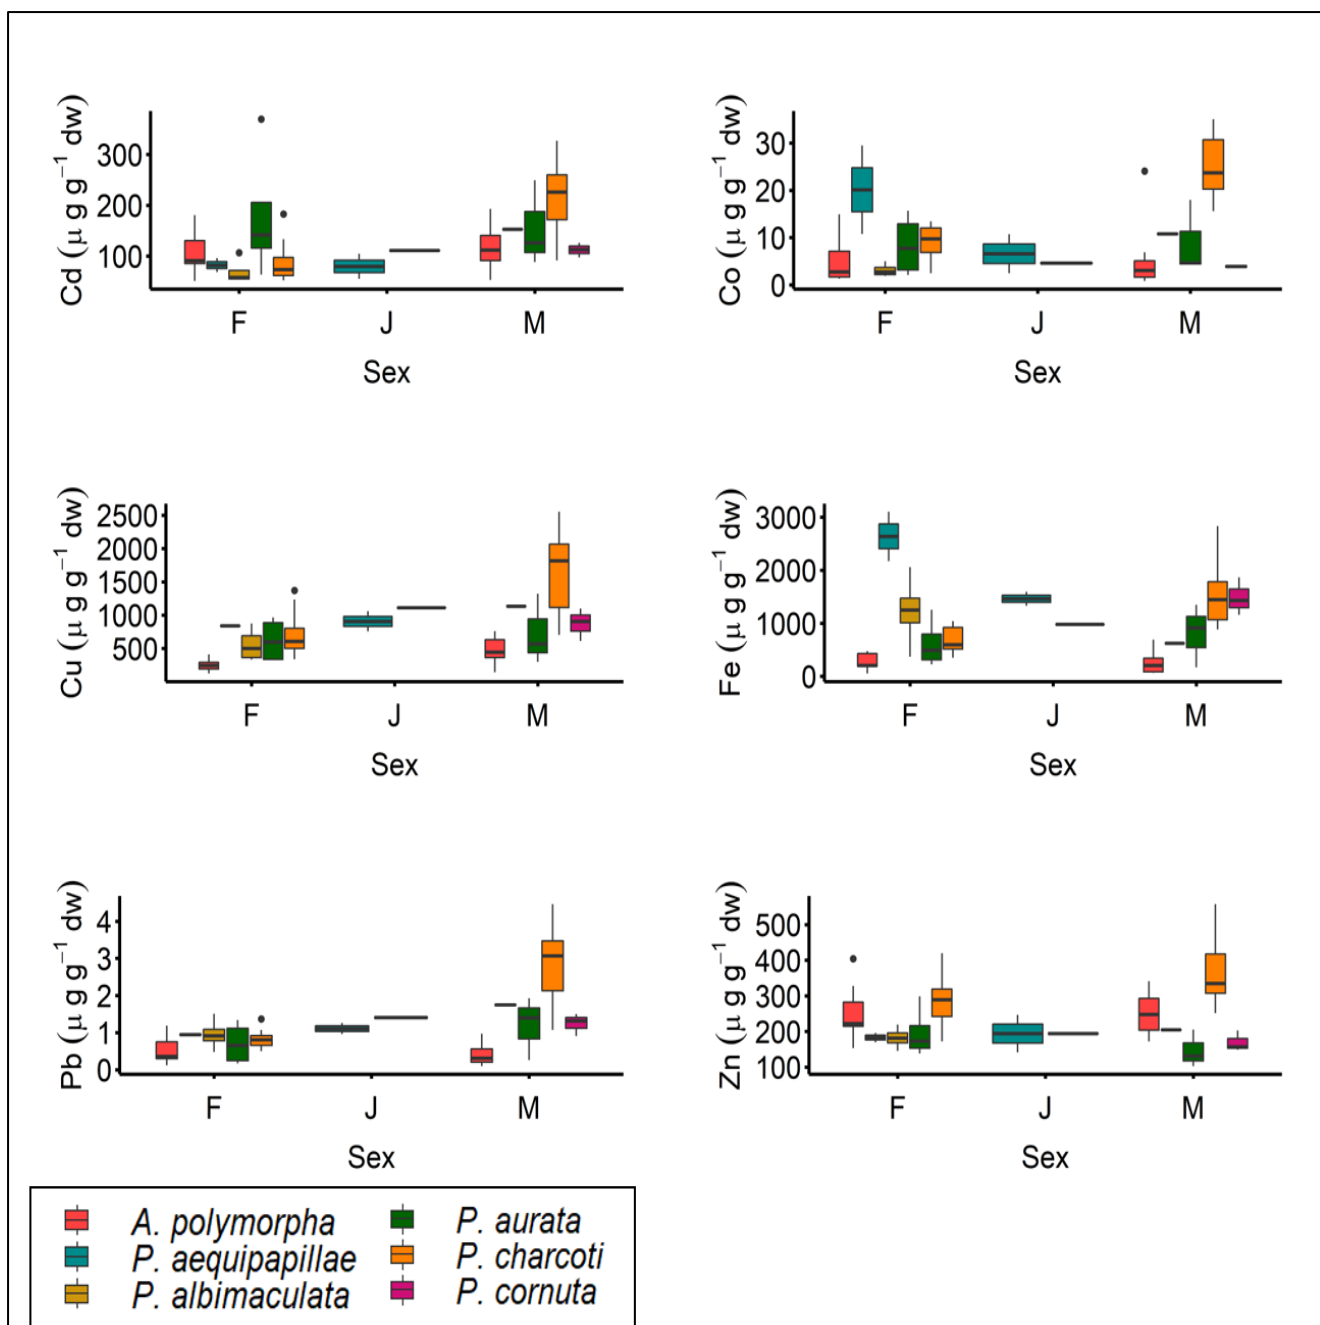 Cd (μ g g⁻¹ dw)
300
200
100
F J M
Sex
Co (μ g g⁻¹ dw)
30
20
10
0
F J M
Sex
Cu (μ g g⁻¹ dw)
2500
2000
1500
1000
500
F J M
Sex
Fe (μ g g⁻¹ dw)
3000
2000
1000
0
F J M
Sex
Pb (μ g g⁻¹ dw)
4
3
2
1
0
F J M
Sex
Zn (μ g g⁻¹ dw)
500
400
300
200
100
F J M
Sex
A. polymorpha
P. aequipapillae
P. albimaculata
P. aurata
P. charcoti
P. cornuta